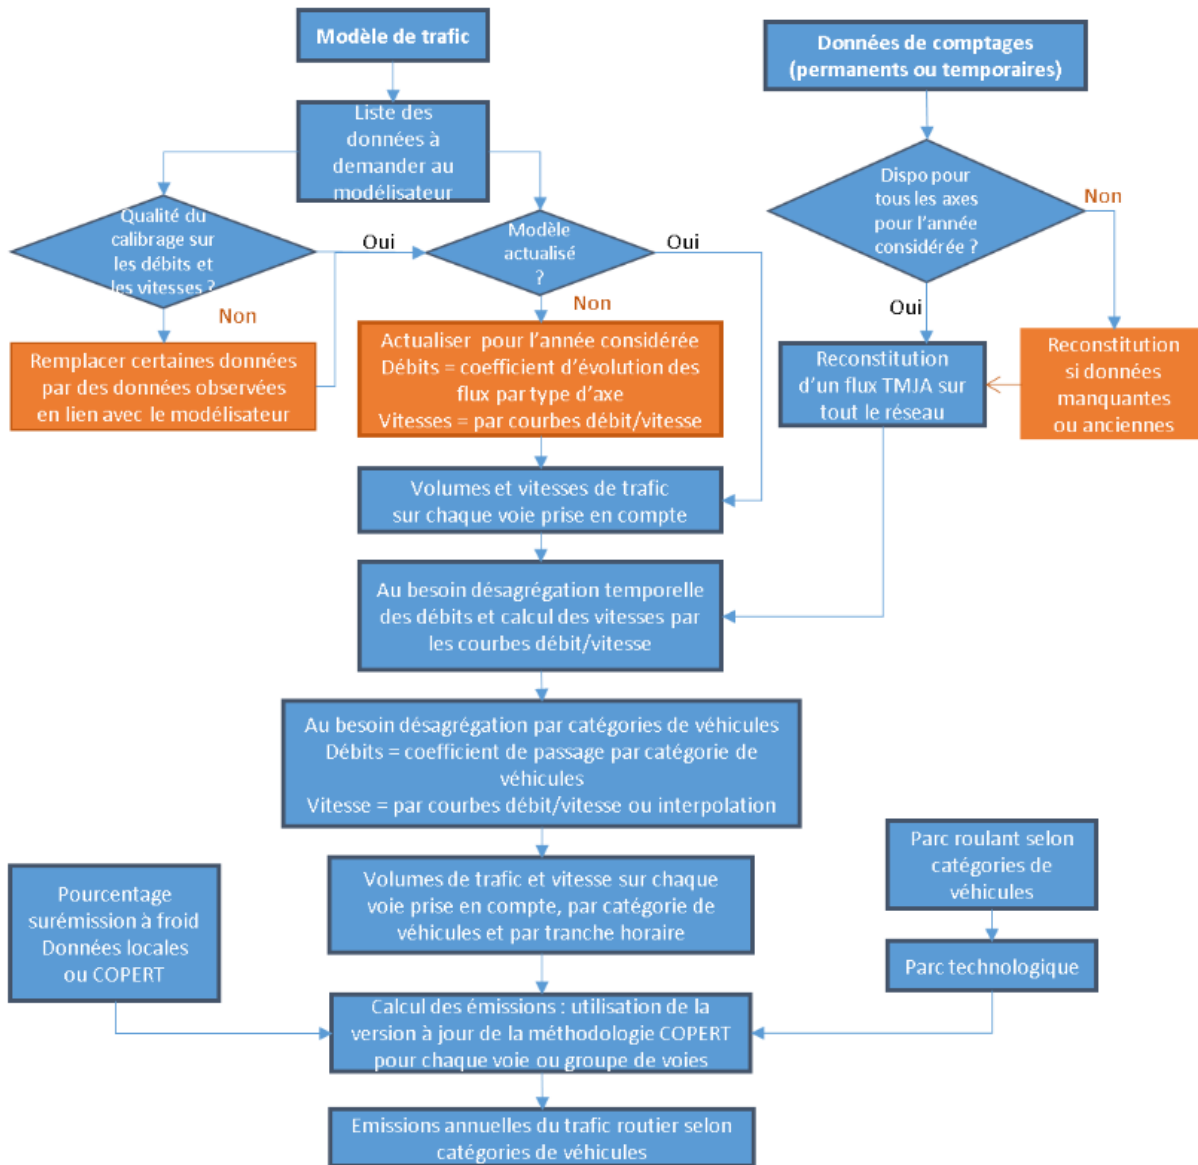 Modèle de trafic
Données de comptages
(permanents ou temporaires)
Liste des
données à
demander au
modélisateur
Qualité du
calibrage sur
les débits et
les vitesses ?
Oui
Non
Modèle
actualisé
?
Oui
Non
Dispo pour
tous les axes
pour l'année
considérée ?
Non
Oui
Remplacer certaines données
par des données observées
en lien avec le modélisateur
Actualiser pour l'année considérée
Débits = coefficient d'évolution des
flux par type d'axe
Vitesses = par courbes débit/vitesse
Reconstitution
d'un flux TMJA sur
tout le réseau
Reconstitution
si données
manquantes
ou anciennes
Volumes et vitesses de trafic
sur chaque voie prise en compte
Au besoin désagrégation temporelle
des débits et calcul des vitesses par
les courbes débit/vitesse
Au besoin désagrégation par catégories de véhicules
Débits = coefficient de passage par catégorie de
véhicules
Vitesse = par courbes débit/vitesse ou interpolation
Pourcentage
surémission à froid
Données locales
ou COPERT
Volumes de trafic et vitesse sur chaque
voie prise en compte, par catégorie de
véhicules et par tranche horaire
Parc roulant selon
catégories de
véhicules
Parc technologique
Calcul des émissions : utilisation de la
version à jour de la méthodologie COPERT
pour chaque voie ou groupe de voies
Emissions annuelles du trafic routier selon
catégories de véhicules